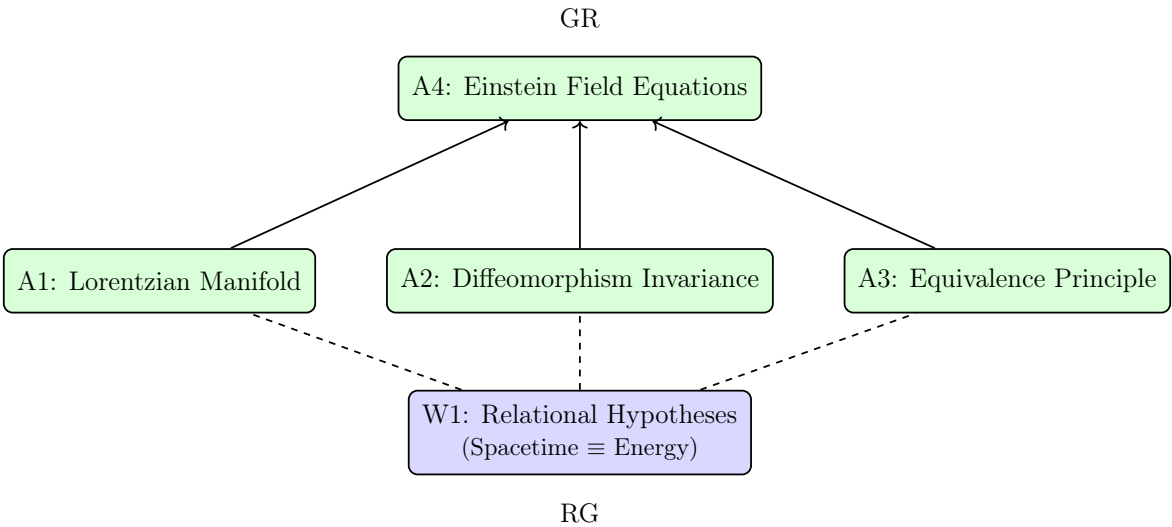 GR
A4: Einstein Field Equations
A1: Lorentzian Manifold
A2: Diffeomorphism Invariance
A3: Equivalence Principle
W1: Relational Hypotheses
(Spacetime ≡ Energy)
RG